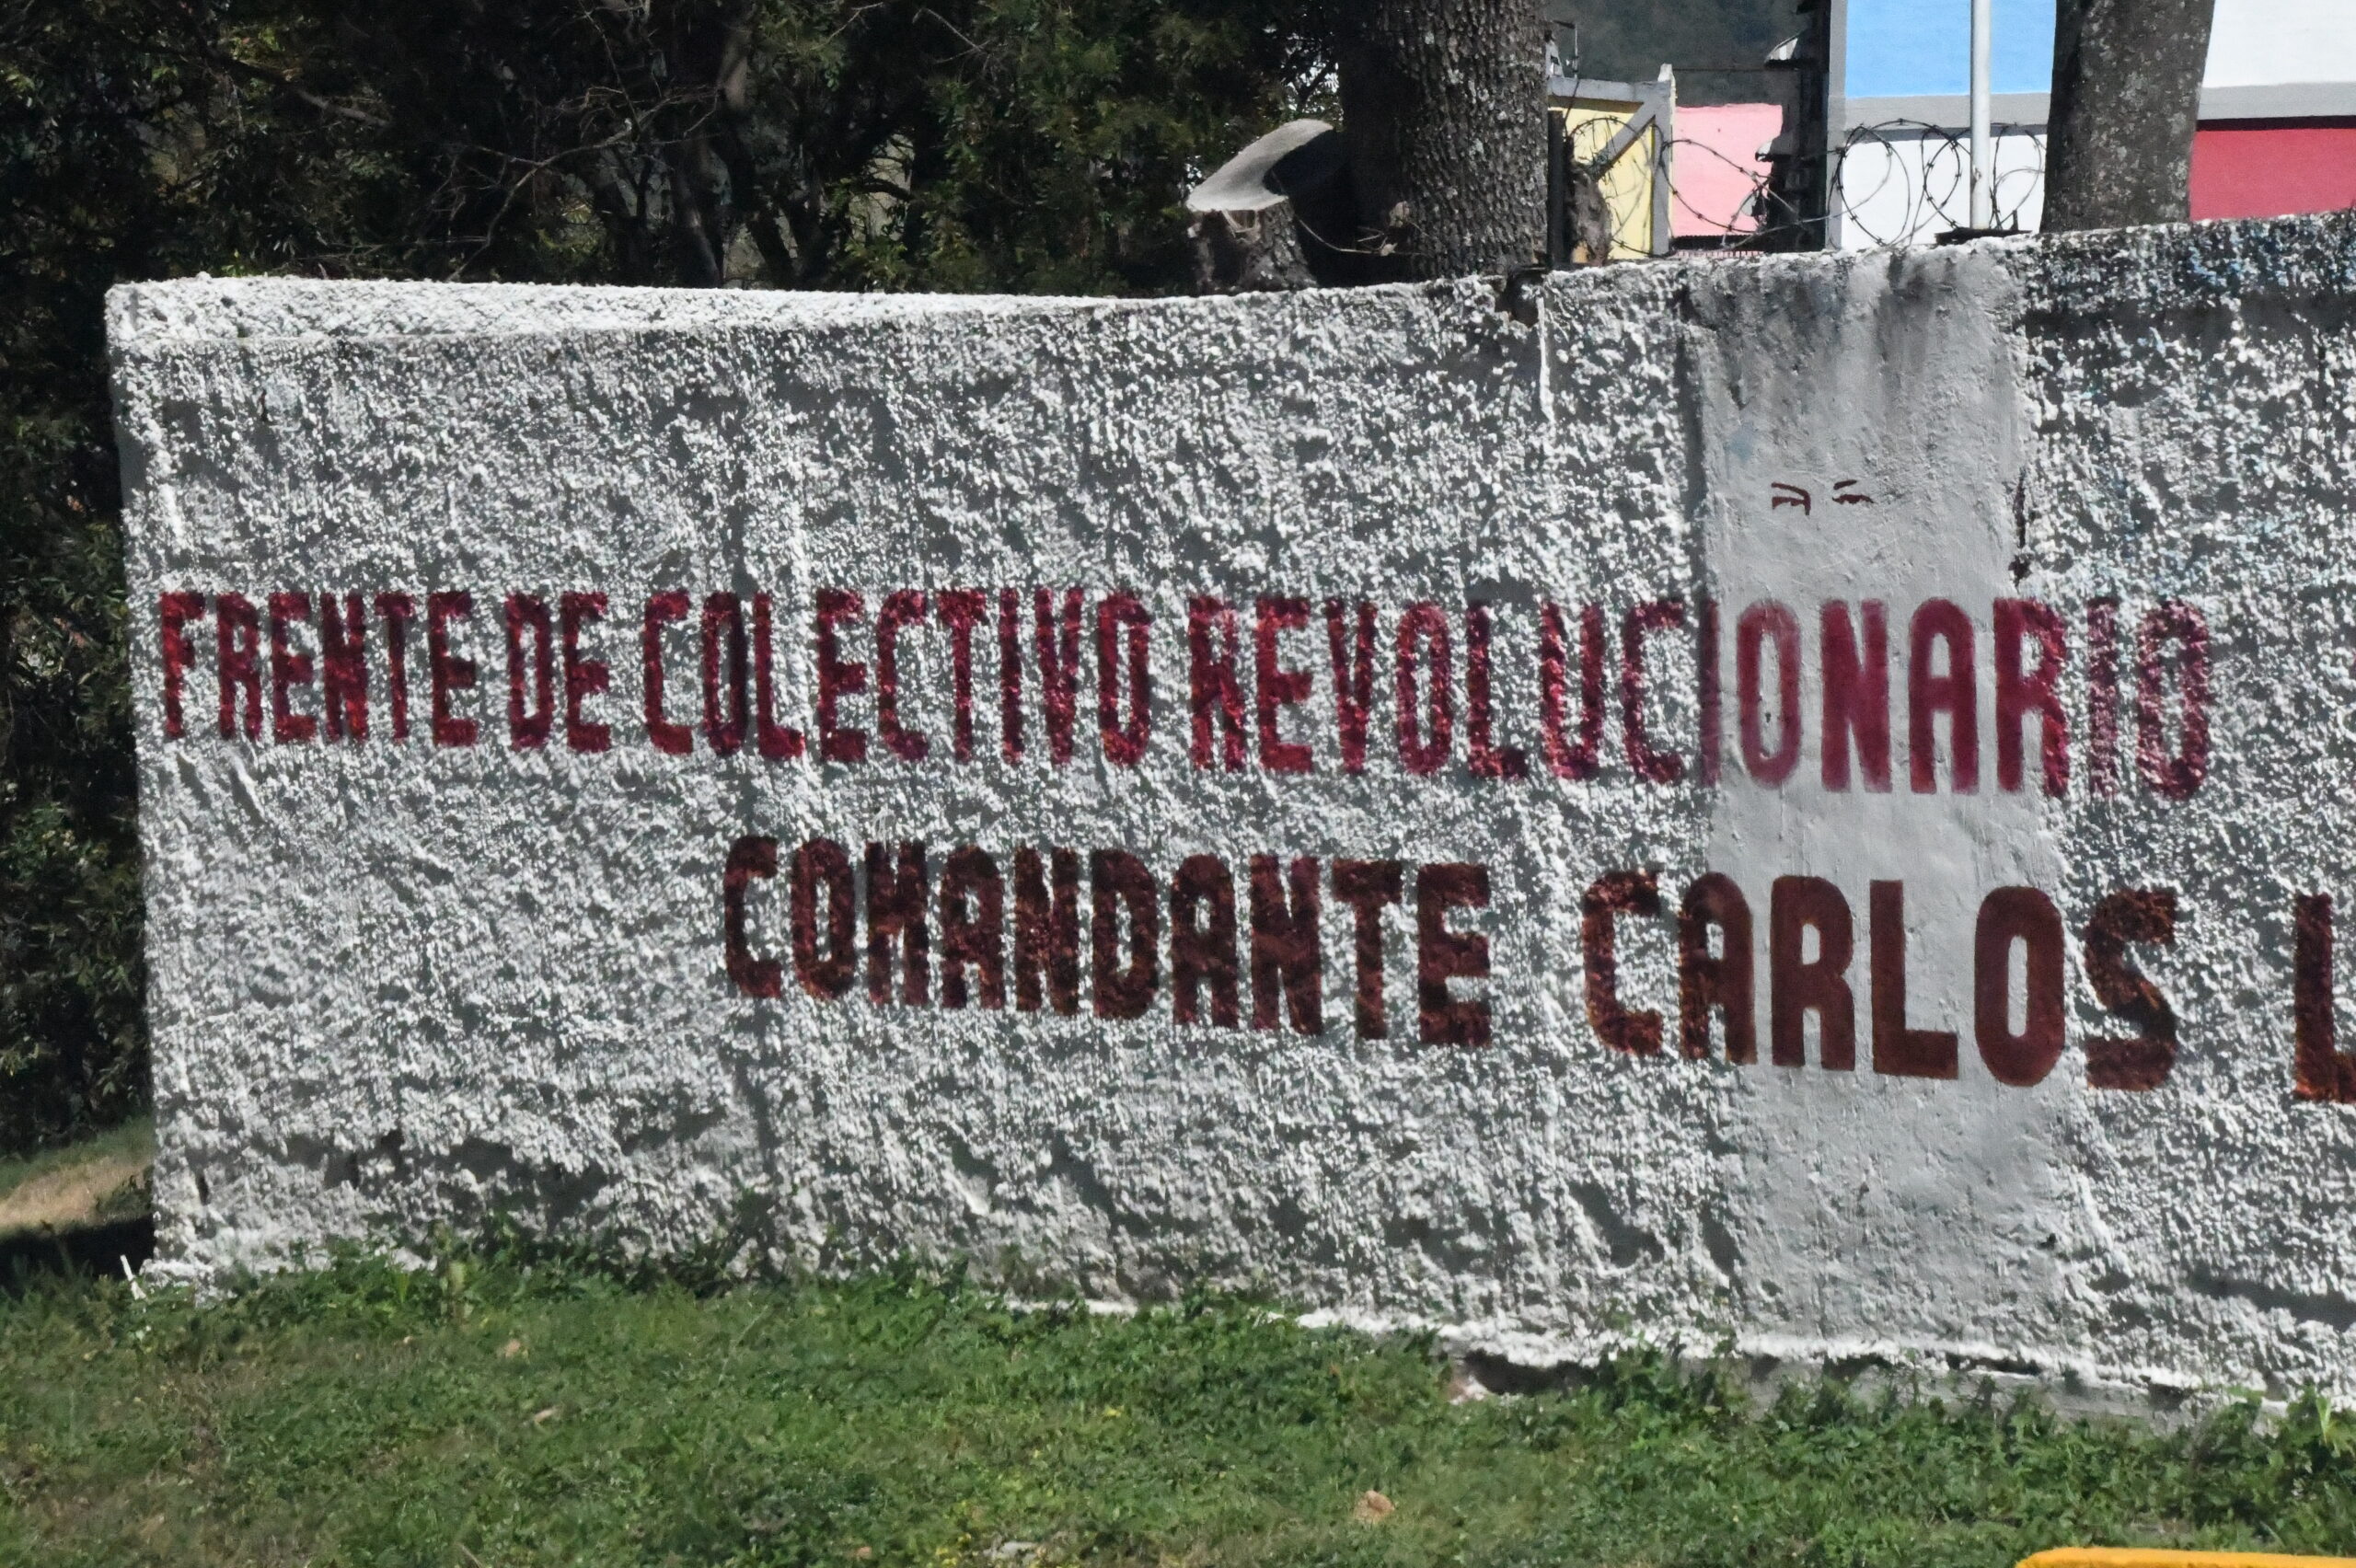 FRENTE DE COLECTIVO REVOLUCIONARIO
COMANDANTE CARLOS L